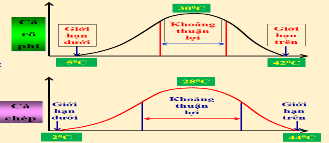 Cá
rô
phi
Giới
hạn
dưới
30°C
Khoảng
thuận
lợi
Giới
hạn
trên
5°C
42°C
Cá
chép
Giới
hạn
dưới
28°C
Khoảng
thuận
lợi
Giới
hạn
trên
2°C
44°C